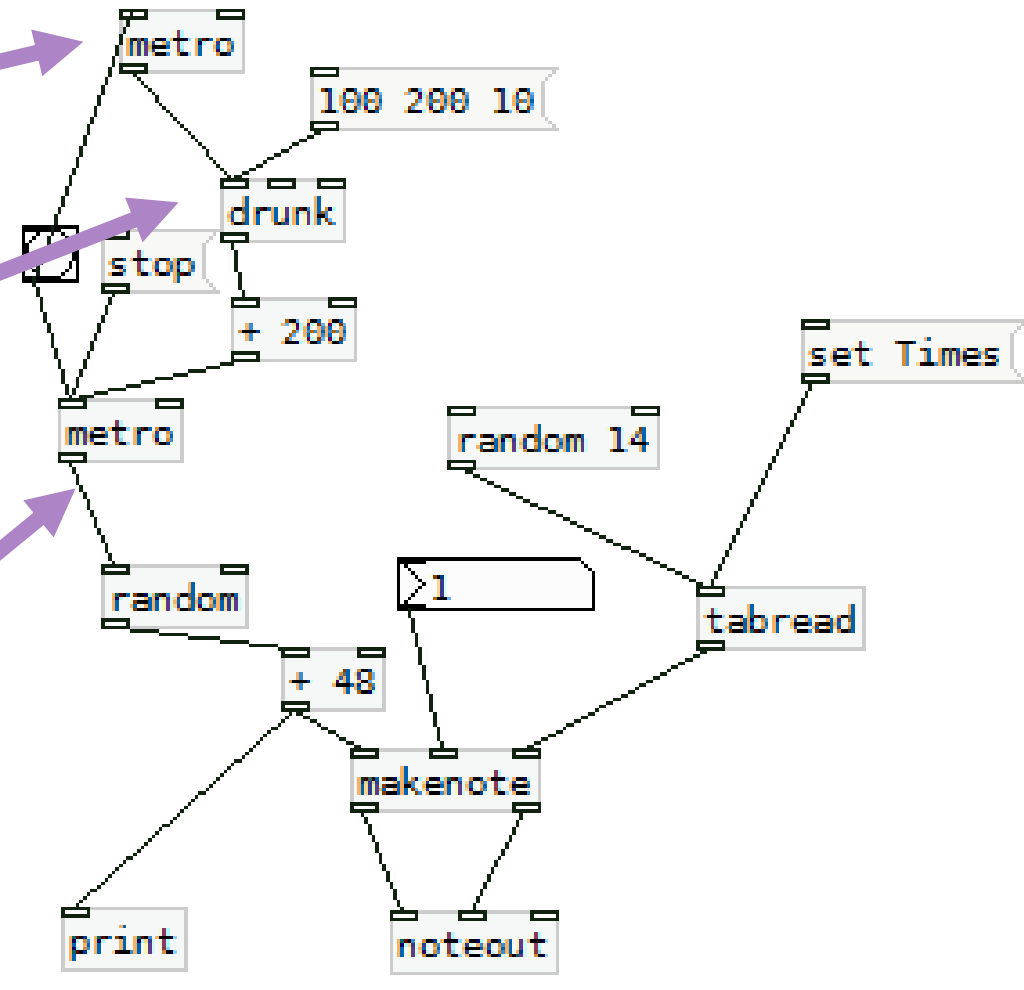 metro
100 200 10
drunk
stop
+ 200
set Times
metro
random 14
random
1
tabread
+ 48
makenote
print
noteout